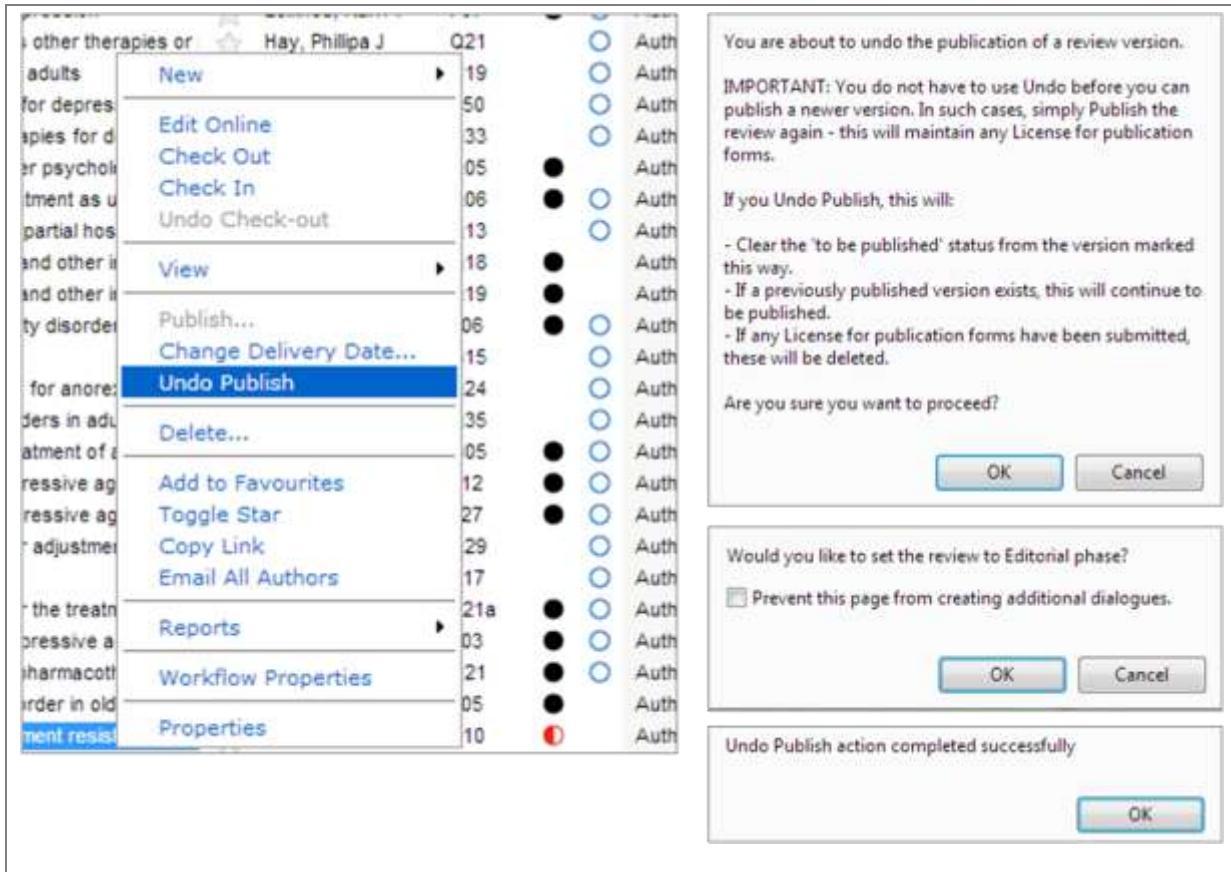 other therapies or Hay, Phillipa J Q21 Auth
adults 19 Auth
for depres 50 Auth
apies for d 33 Auth
er psychol 05 Auth
tment as u 06 Auth
partial hos 13 Auth
and other i 18 Auth
and other i 19 Auth
ty disorder 06 Auth
15 Auth
for anore 24 Auth
ders in adu 35 Auth
atment of a 05 Auth
ressive ag 12 Auth
ressive ag 27 Auth
adjustme 29 Auth
17 Auth
r the treatn 21a Auth
pressive a 03 Auth
harmacoth 21 Auth
order in old 05 Auth
ment resist 10 Auth
New
Edit Online
Check Out
Check In
Undo Check-out
View
Publish...
Change Delivery Date...
Undo Publish
Delete...
Add to Favourites
Toggle Star
Copy Link
Email All Authors
Reports
Workflow Properties
Properties
You are about to undo the publication of a review version.
IMPORTANT: You do not have to use Undo before you can
publish a newer version. In such cases, simply Publish the
review again - this will maintain any License for publication
forms.
If you Undo Publish, this will:
- Clear the 'to be published' status from the version marked
this way.
- If a previously published version exists, this will continue to
be published.
- If any License for publication forms have been submitted,
these will be deleted.
Are you sure you want to proceed?
OK Cancel
Would you like to set the review to Editorial phase?
Prevent this page from creating additional dialogues.
OK Cancel
Undo Publish action completed successfully
OK